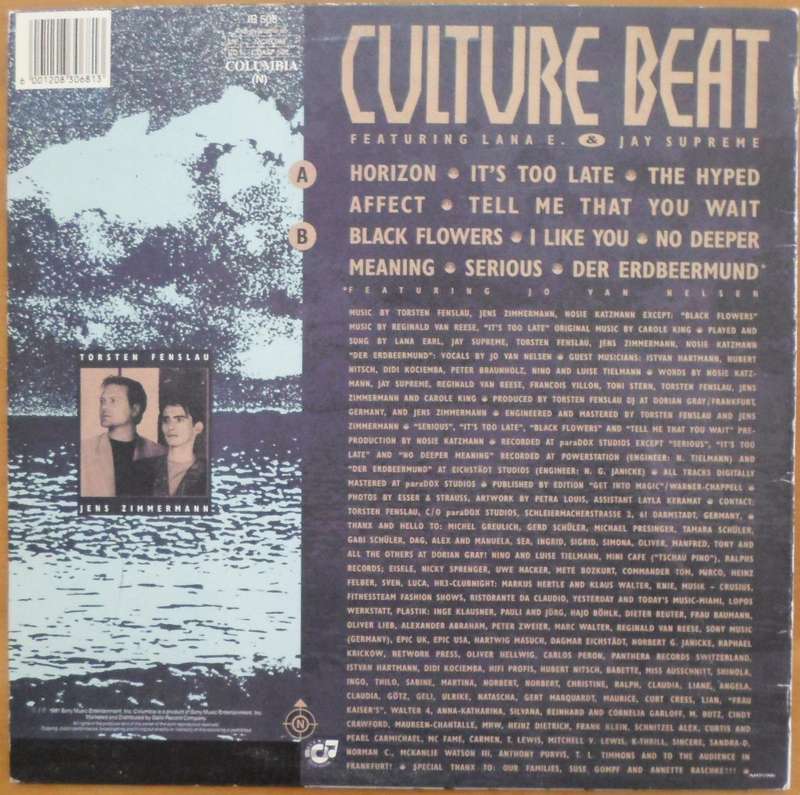 6 001208 306813
COLUMBIA
(N)
CULTURE BEAT
FEATURING LANA E. & JAY SUPREME
A
HORIZON • IT'S TOO LATE • THE HYPED
AFFECT • TELL ME THAT YOU WAIT
B
BLACK FLOWERS • I LIKE YOU • NO DEEPER
MEANING • SERIOUS • DER ERDBEERMUND*
*FEATURING JO VAN NELSEN
MUSIC BY TORSTEN FENSLAU, JENS ZIMMERMANN, NOSIE KATZMANN EXCEPT: "BLACK FLOWERS"
MUSIC BY REGINALD VAN REESE, "IT'S TOO LATE" ORIGINAL MUSIC BY CAROLE KING • PLAYED AND
SUNG BY LANA EARL, JAY SUPREME, TORSTEN FENSLAU, JENS ZIMMERMANN, NOSIE KATZMANN
"DER ERDBEERMUND": VOCALS BY JO VAN NELSEN • GUEST MUSICIANS: ISTVAN HARTMANN, HUBERT
NITSCH, DIDI KOCIEMBA, PETER BRAUNHOLZ, NINO AND LUISE TIELMANN • WORDS BY NOSIE KATZ-
MANN, JAY SUPREME, REGINALD VAN REESE, FRANCOIS VILLON, TONI STERN, TORSTEN FENSLAU, JENS
ZIMMERMANN AND CAROLE KING • PRODUCED BY TORSTEN FENSLAU DJ AT DORIAN GRAY/FRANKFURT,
GERMANY, AND JENS ZIMMERMANN • ENGINEERED AND MASTERED BY TORSTEN FENSLAU AND JENS
ZIMMERMANN • "SERIOUS", "IT'S TOO LATE", "BLACK FLOWERS" AND "TELL ME THAT YOU WAIT" PRE-
PRODUCTION BY NOSIE KATZMANN • RECORDED AT paraDOX STUDIOS EXCEPT "SERIOUS", "IT'S TOO
LATE" AND "NO DEEPER MEANING" RECORDED AT POWERSTATION (ENGINEER: N. TIELMANN) AND
"DER ERDBEERMUND" AT EICHSTÄDT STUDIOS (ENGINEER: N. G. JANICKE) • ALL TRACKS DIGITALLY
MASTERED AT paraDOX STUDIOS • PUBLISHED BY EDITION "GET INTO MAGIC"/WARNER-CHAPPELL •
PHOTOS BY ESSER & STRAUSS, ARTWORK BY PETRA LOUIS, ASSISTANT LAYLA KERAMAT • CONTACT:
TORSTEN FENSLAU, C/O paraDOX STUDIOS, SCHLEIERMACHERSTRASSE 2, 61 DARMSTADT, GERMANY, •
THANX AND HELLO TO: MICHEL GREULICH, GERD SCHÜLER, MICHAEL PRESINGER, TAMARA SCHÜLER,
GABI SCHÜLER, DAG, ALEX AND MANUELA, SEA, INGRID, SIGRID, SIMONA, OLIVER, MANFRED, TONY AND
ALL THE OTHERS AT DORIAN GRAY! NINO AND LUISE TIELMANN, MINI CAFE ("TSCHAU PINO"), RALPHS
RECORDS; EISELE, NICKY SPRENGER, UWE HACKER, METE BOZKURT, COMMANDER TOM, MIRCO, HEINZ
FELBER, SVEN, LUCA, HR3-CLUBNIGHT: MARKUS HERTLE AND KLAUS WALTER, KNIE, MUSIK + CRUSIUS,
FITNESSTEAM FASHION SHOWS, RISTORANTE DA CLAUDIO, YESTERDAY AND TODAY'S MUSIC-MIAMI, LOPOS
WERKSTATT, PLASTIK: INGE KLAUSNER, PAULI AND JÖRG, HAJO BÖHLK, DIETER REUTER, FRAU BAUMANN,
OLIVER LIEB, ALEXANDER ABRAHAM, PETER ZWEIER, MARC WALTER, REGINALD VAN REESE, SONY MUSIC
(GERMANY), EPIC UK, EPIC USA, HARTWIG MASUCH, DAGMAR EICHSTÄDT, NORBERT G. JANICKE, RAPHAEL
KRICKOW, NETWORK PRESS, OLIVER HELLWIG, CARLOS PERON, PANTHERA RECORDS SWITZERLAND,
ISTVAN HARTMANN, DIDI KOCIEMBA, HIFI PROFIS, HUBERT NITSCH, BABETTE, MISS AUSSCHNITT, SHINOLA,
INGO, THILO, SABINE, MARTINA, NORBERT, NORBERT, CHRISTINE, RALPH, CLAUDIA, LIANE, ANGELA,
CLAUDIA, GÖTZ, GELI, ULRIKE, NATASCHA, GERT MARQUARDT, MAURICE, CURT CRESS, LIAN, "FRAU
KAISER'S", WALTER 4, ANNA-KATHARINA, SILVANA, REINHARD AND CORNELIA GARLOFF, M. BUTZ, CINDY
CRAWFORD, MAUREEN-CHANTALLE, MHW, HEINZ DIETRICH, FRANK KLEIN, SCHNITZEL ALEX, CURTIS AND
PEARL CARMICHAEL, MC FAME, CARMEN, T. LEWIS, MITCHELL V. LEWIS, K-THRILL, SINCERE, SANDRA-D,
NORMAN C., MCKANLIE WATSON III, ANTHONY PURVIS, T. L. TIMMONS AND TO THE AUDIENCE IN
FRANKFURT! • SPECIAL THANX TO: OUR FAMILIES, SUSE GOMPF AND ANNETTE RASCHKE!!!
TORSTEN FENSLAU
JENS ZIMMERMANN
1991 Sony Music Entertainment, Inc. Columbia is a product of Sony Music Entertainment, Inc.
Marketed and Distributed by Gallo Record Company.
N